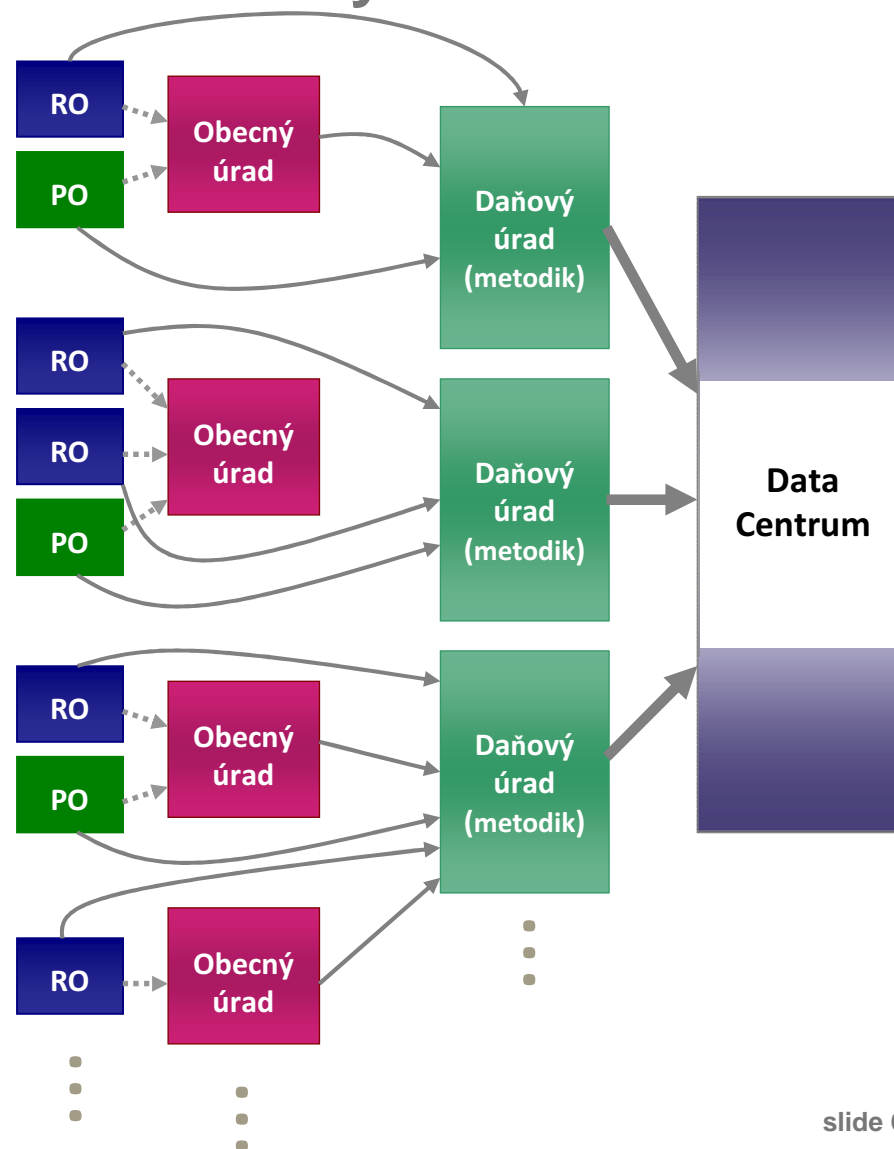 RO
PO
Obecný
úrad
Daňový
úrad
(metodik)
RO
RO
PO
Obecný
úrad
Daňový
úrad
(metodik)
Data
Centrum
RO
PO
Obecný
úrad
Daňový
úrad
(metodik)
RO
Obecný
úrad
slide